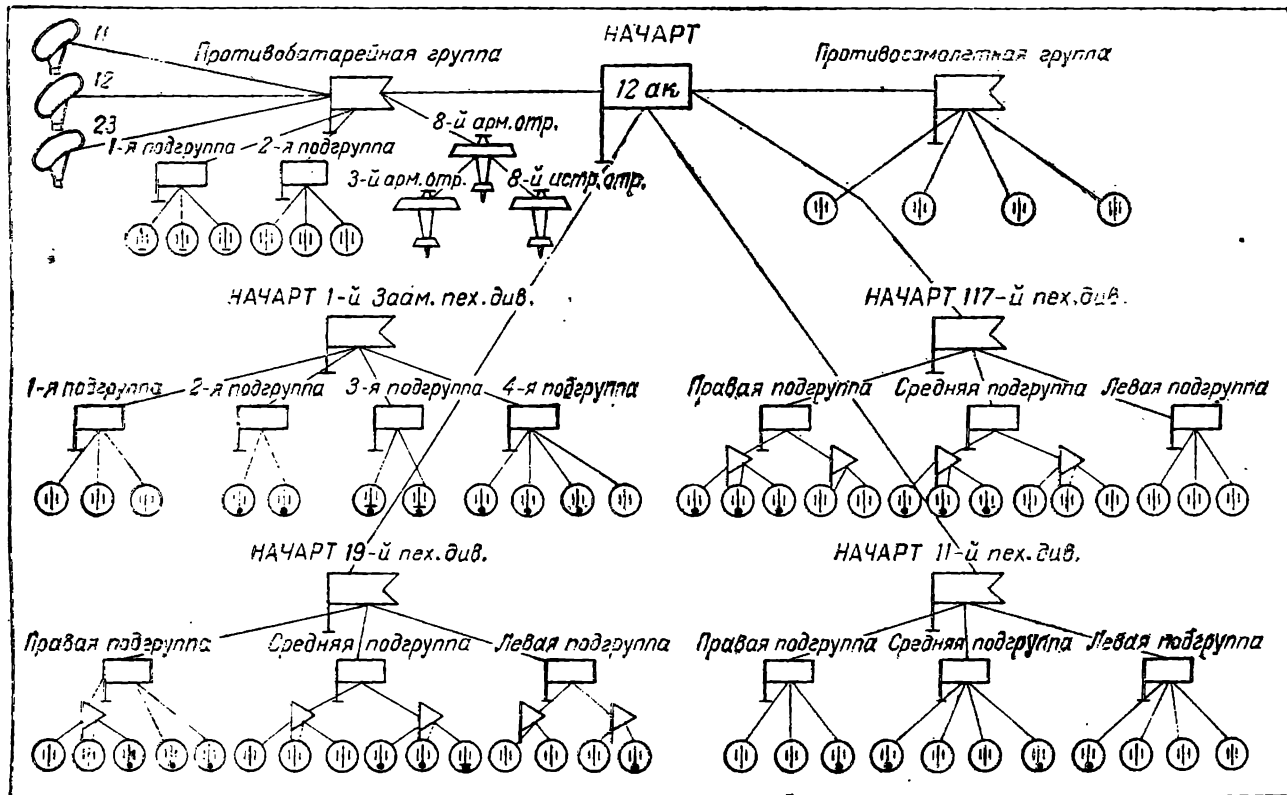 НАЧАРТ
12 ак
Противобатарейная группа
Противосамолетная группа
11
12
23
1-я подгруппа
2-я подгруппа
8-й арм.отр.
3-й арм.отр.
8-й истр.отр.
НАЧАРТ 1-й Заам. пех. див.
НАЧАРТ 117-й пех.див.
1-я подгруппа
2-я подгруппа
3-я подгруппа
4-я подгруппа
Правая подгруппа
Средняя подгруппа
Левая подгруппа
НАЧАРТ 19-й пех.див.
НАЧАРТ 11-й пех.див.
Правая подгруппа
Средняя подгруппа
Левая подгруппа
Правая подгруппа
Средняя подгруппа
Левая подгруппа